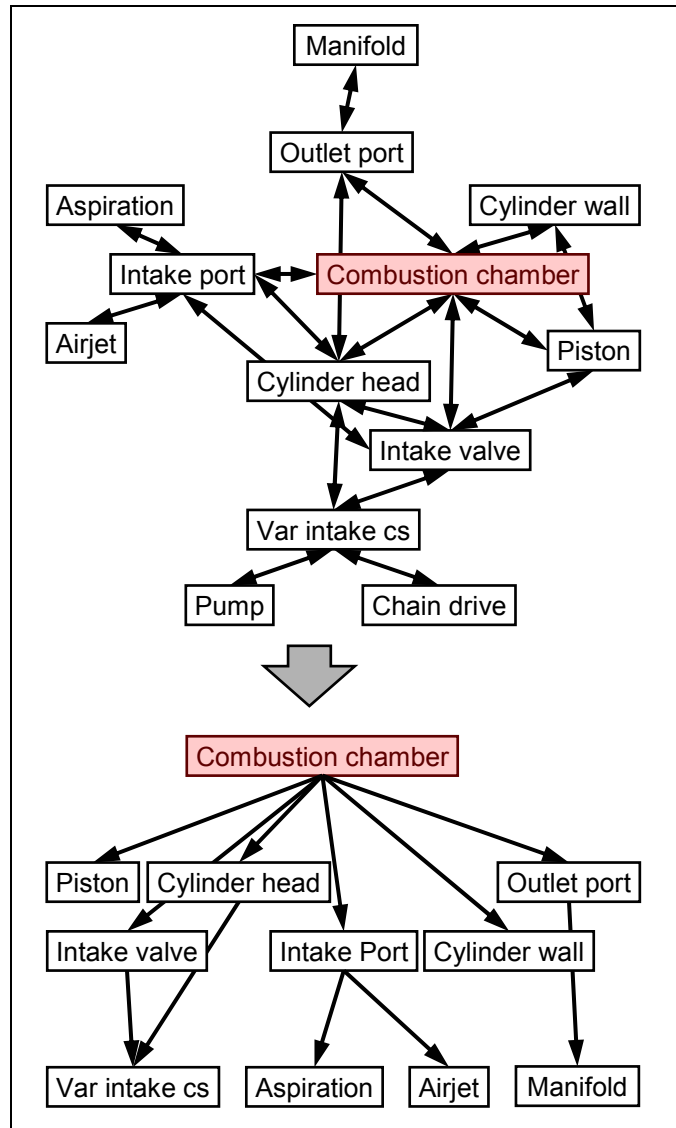 Manifold
Outlet port
Aspiration
Cylinder wall
Intake port
Combustion chamber
Airjet
Piston
Cylinder head
Intake valve
Var intake cs
Pump
Chain drive
Combustion chamber
Piston
Cylinder head
Outlet port
Intake valve
Intake Port
Cylinder wall
Var intake cs
Aspiration
Airjet
Manifold